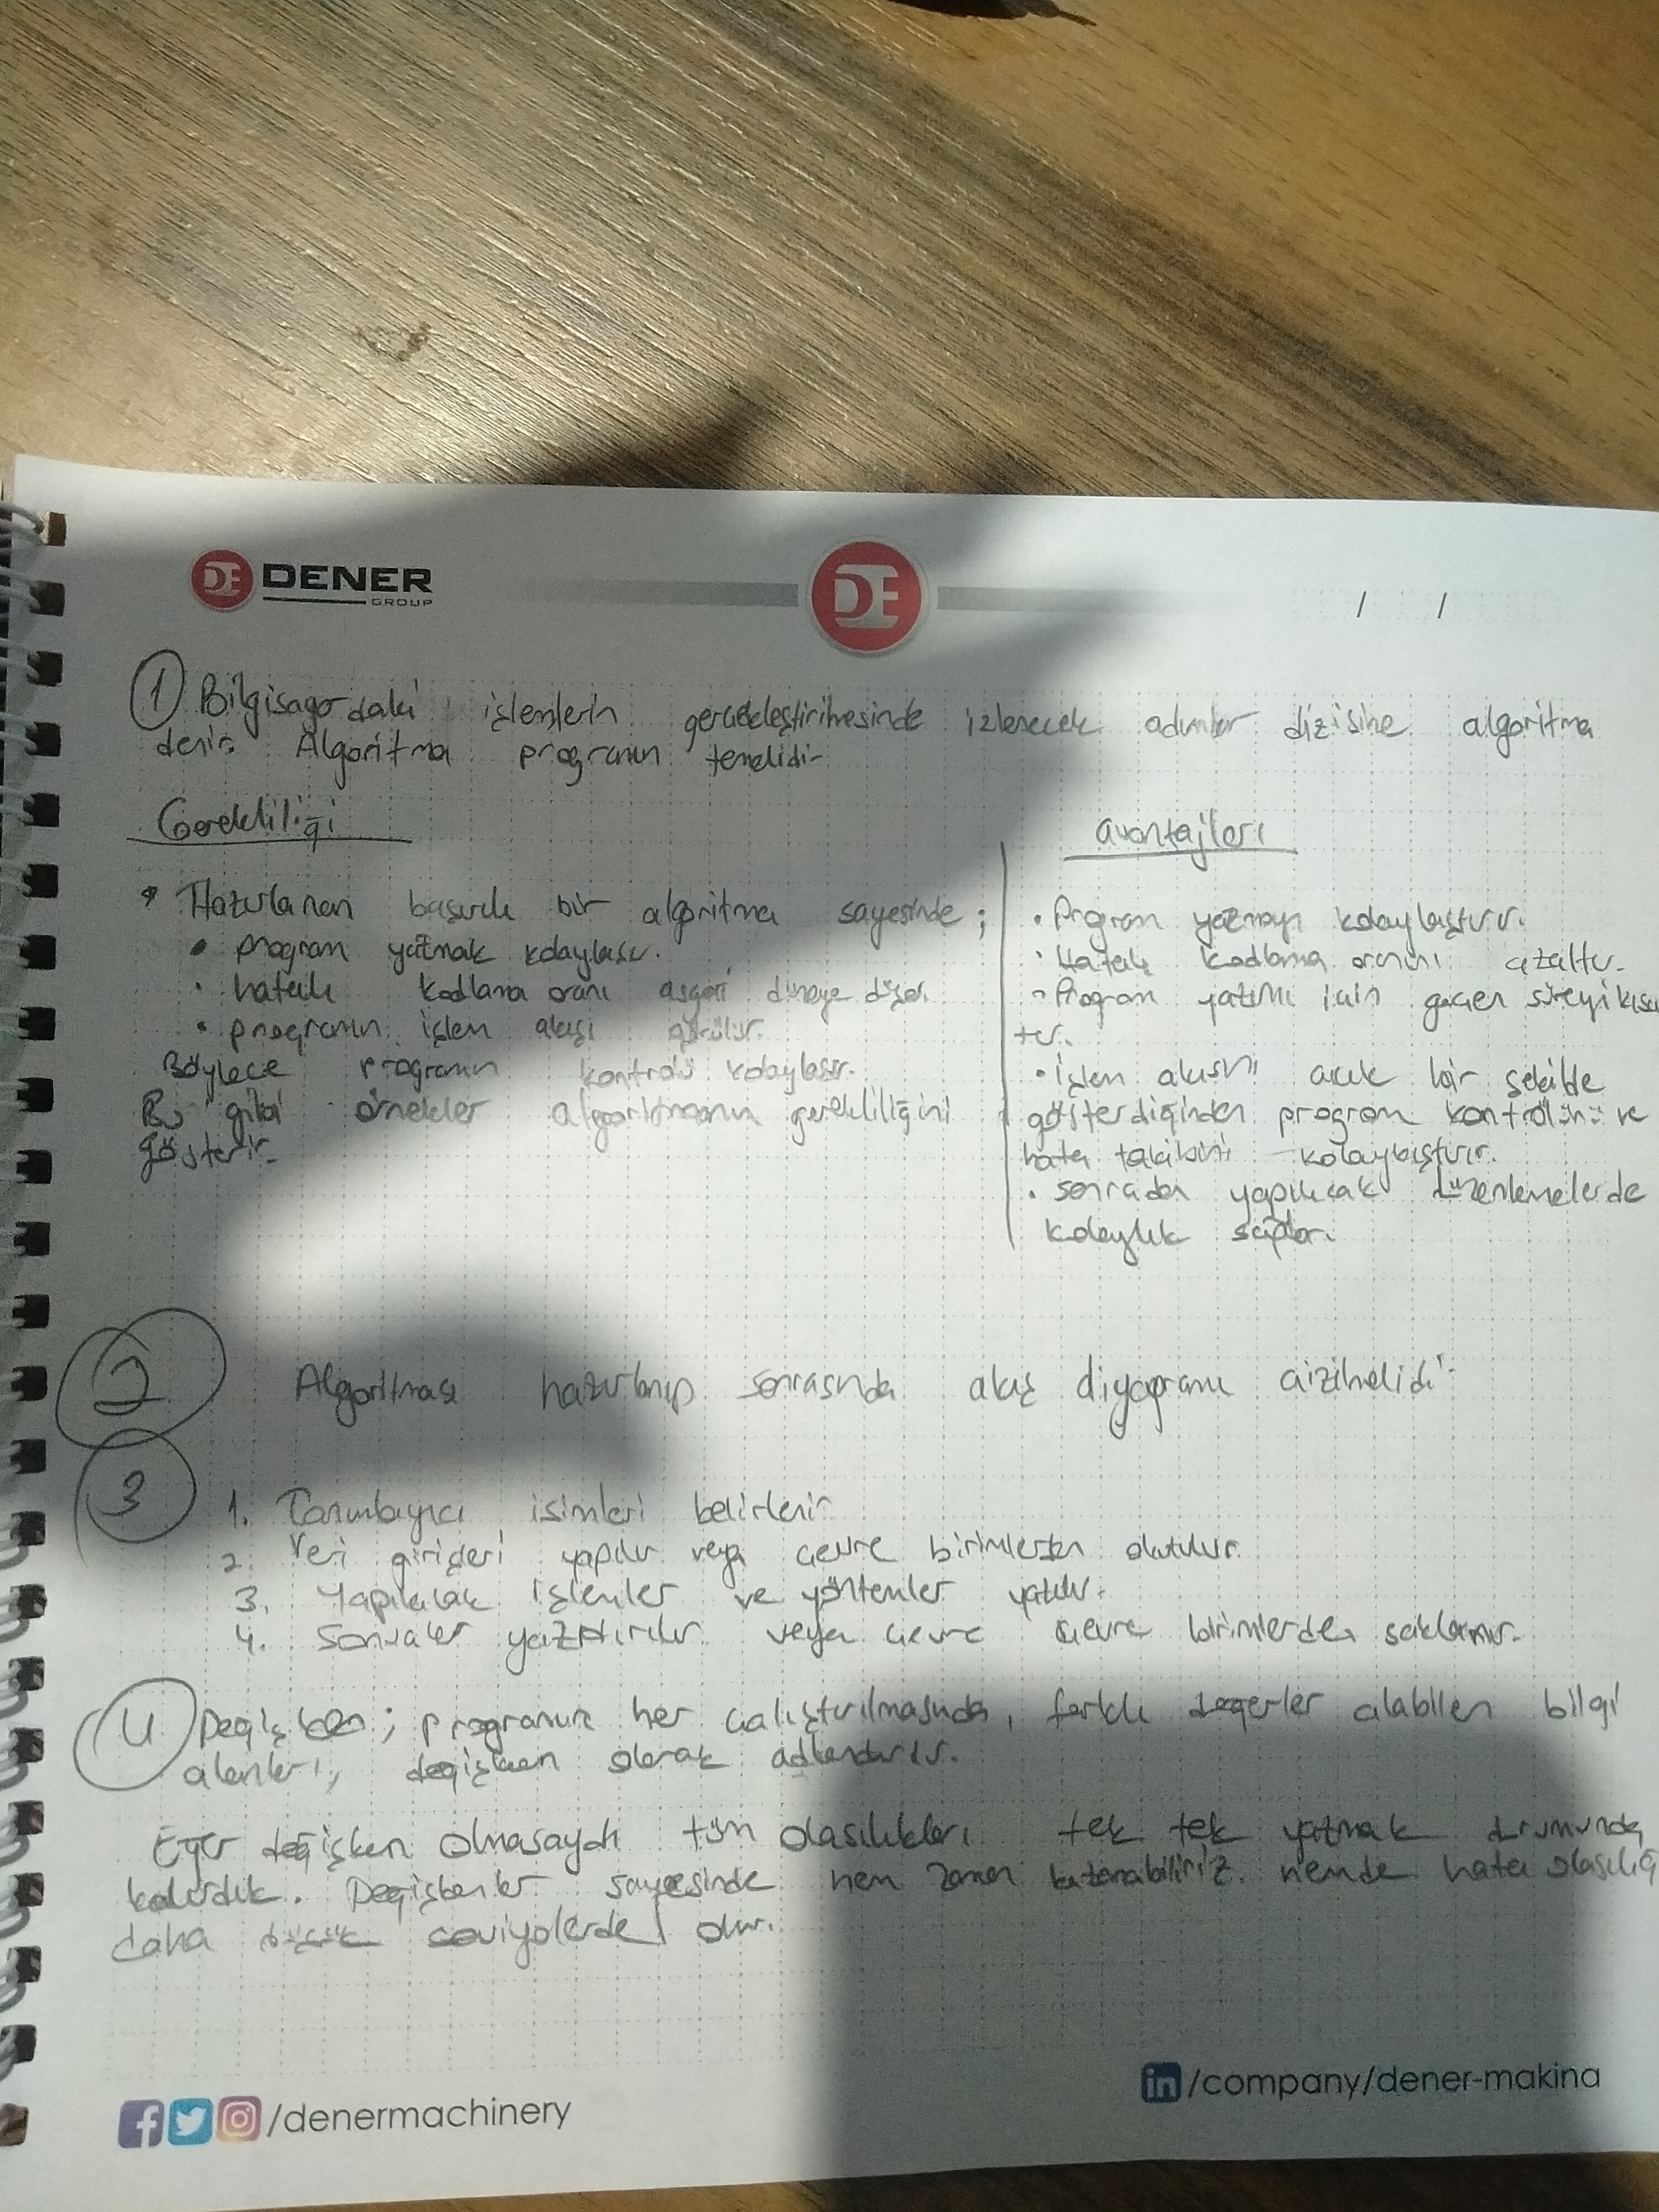 DENER
GROUP
DE
/ /
① Bilgisayardaki işlemlerin gerçekleştirilmesinde izlenecek adımlar dizisine algoritma
denir. Algoritma programın temelidir
Gerekliliği
* Hazırlanan başarılı bir algoritma sayesinde;
• program yazmak kolaylaşır.
• hatalı kodlama oranı asgari düzeye düşer.
• programın işlem akışı görülür.
Böylece programın kontrolü kolaylaşır.
Bu gibi örnekler algoritmanın gerekliliğini
gösterir.
avantajları
• Program yazmayı kolaylaştırır.
• Hatalı kodlama oranını azaltır.
• Program yazımı için geçen süreyi kısal
tır.
• işlem akışını açık bir şekilde
gösterdiğinden program kontrolünü ve
hata takibini kolaylaştırır.
• sonradan yapılacak düzenlemelerde
kolaylık sağlar.
② Algoritması hazırlanıp sonrasında akış diyagramı çizilmelidir
③
1. Tanımlayıcı isimleri belirlenir
2. Veri girişleri yapılır veya çevre birimlerden okutulur.
3. Yapılacak işlemler ve yöntemler yazılır.
4. Sonuçlar yazdırılır veya çevre çevre birimlerden saklanır.
④ Değişken; programın her çalıştırılmasında, farklı değerler alabilen bilgi
alanları, değişken olarak adlandırılır.
Eğer değişken olmasaydı tüm olasılıkları tek tek yazmak durumunda
kalırdık. Değişkenler sayesinde hem zaman kazanabiliriz hemde hata olasılığı
daha düşük seviyelerde olur.
/denermachinery
in /company/dener-makina